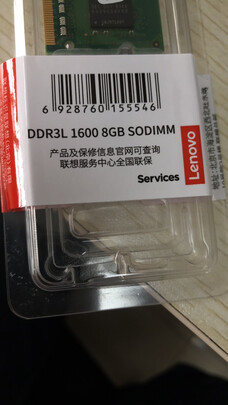 6 928760 155546
DDR3L 1600 8GB SODIMM
产品及保修信息官网可查询
联想服务中心全国联保
Services
Lenovo